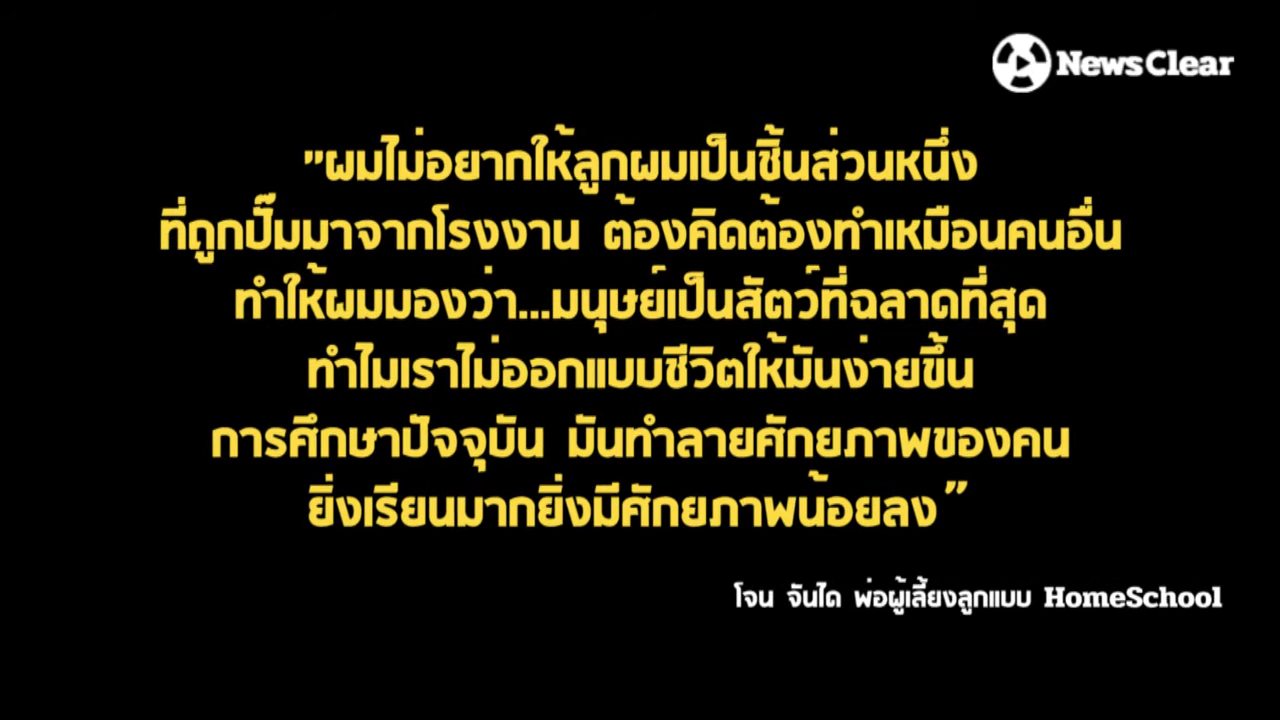 NewsClear
"ผมไม่อยากให้ลูกผมเป็นชิ้นส่วนหนึ่ง
ที่ถูกปั๊มมาจากโรงงาน ต้องคิดต้องทำเหมือนคนอื่น
ทำให้ผมมองว่า...มนุษย์เป็นสัตว์ที่ฉลาดที่สุด
ทำไมเราไม่ออกแบบชีวิตให้มันง่ายขึ้น
การศึกษาปัจจุบัน มันทำลายศักยภาพของคน
ยิ่งเรียนมากยิ่งมีศักยภาพน้อยลง”
โจน จันได พ่อผู้เลี้ยงลูกแบบ HomeSchool